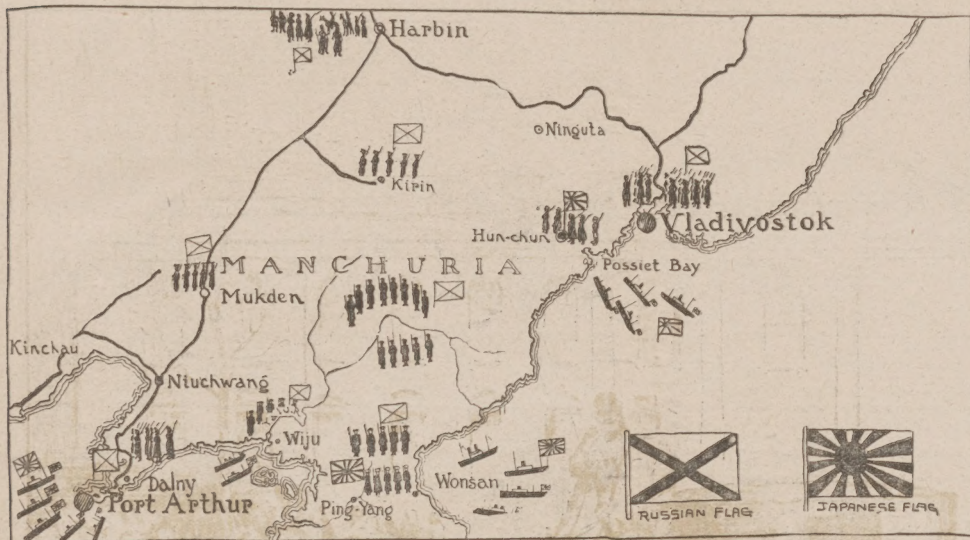 Harbin
Ninguta
Kirin
Vladivostok
Hun-chun
MANCHURIA
Possiet Bay
Mukden
Kinchau
Niuchwang
Wiju
Wonsan
Dalny
Port Arthur
Ping-Yang
RUSSIAN FLAG
JAPANESE FLAG